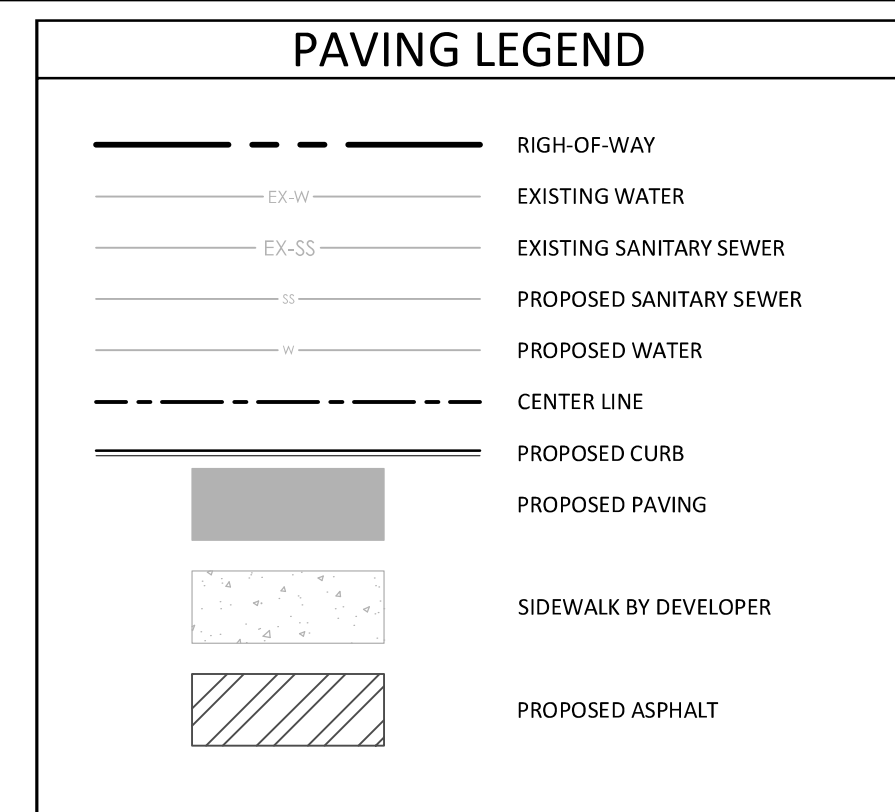 PAVING LEGEND
RIGH-OF-WAY
EX-W EXISTING WATER
EX-SS EXISTING SANITARY SEWER
SS PROPOSED SANITARY SEWER
W PROPOSED WATER
CENTER LINE
PROPOSED CURB
PROPOSED PAVING
SIDEWALK BY DEVELOPER
PROPOSED ASPHALT